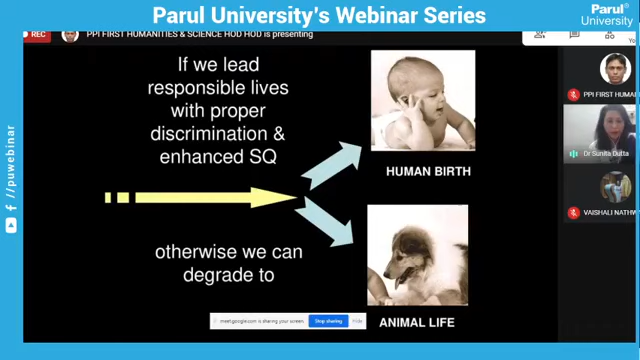 Parul University's Webinar Series
Parul®
University
REC
PPI FIRST HUMANITIES & SCIENCE HOD HOD is presenting
If we lead
responsible lives
with proper
discrimination &
enhanced SQ
HUMAN BIRTH
otherwise we can
degrade to
ANIMAL LIFE
meet.google.com is sharing your screen.
Stop sharing
Hide
PPI FIRST HUMAN
Dr Sunita Dutta
VAISHALI NATHW
/puwebinar